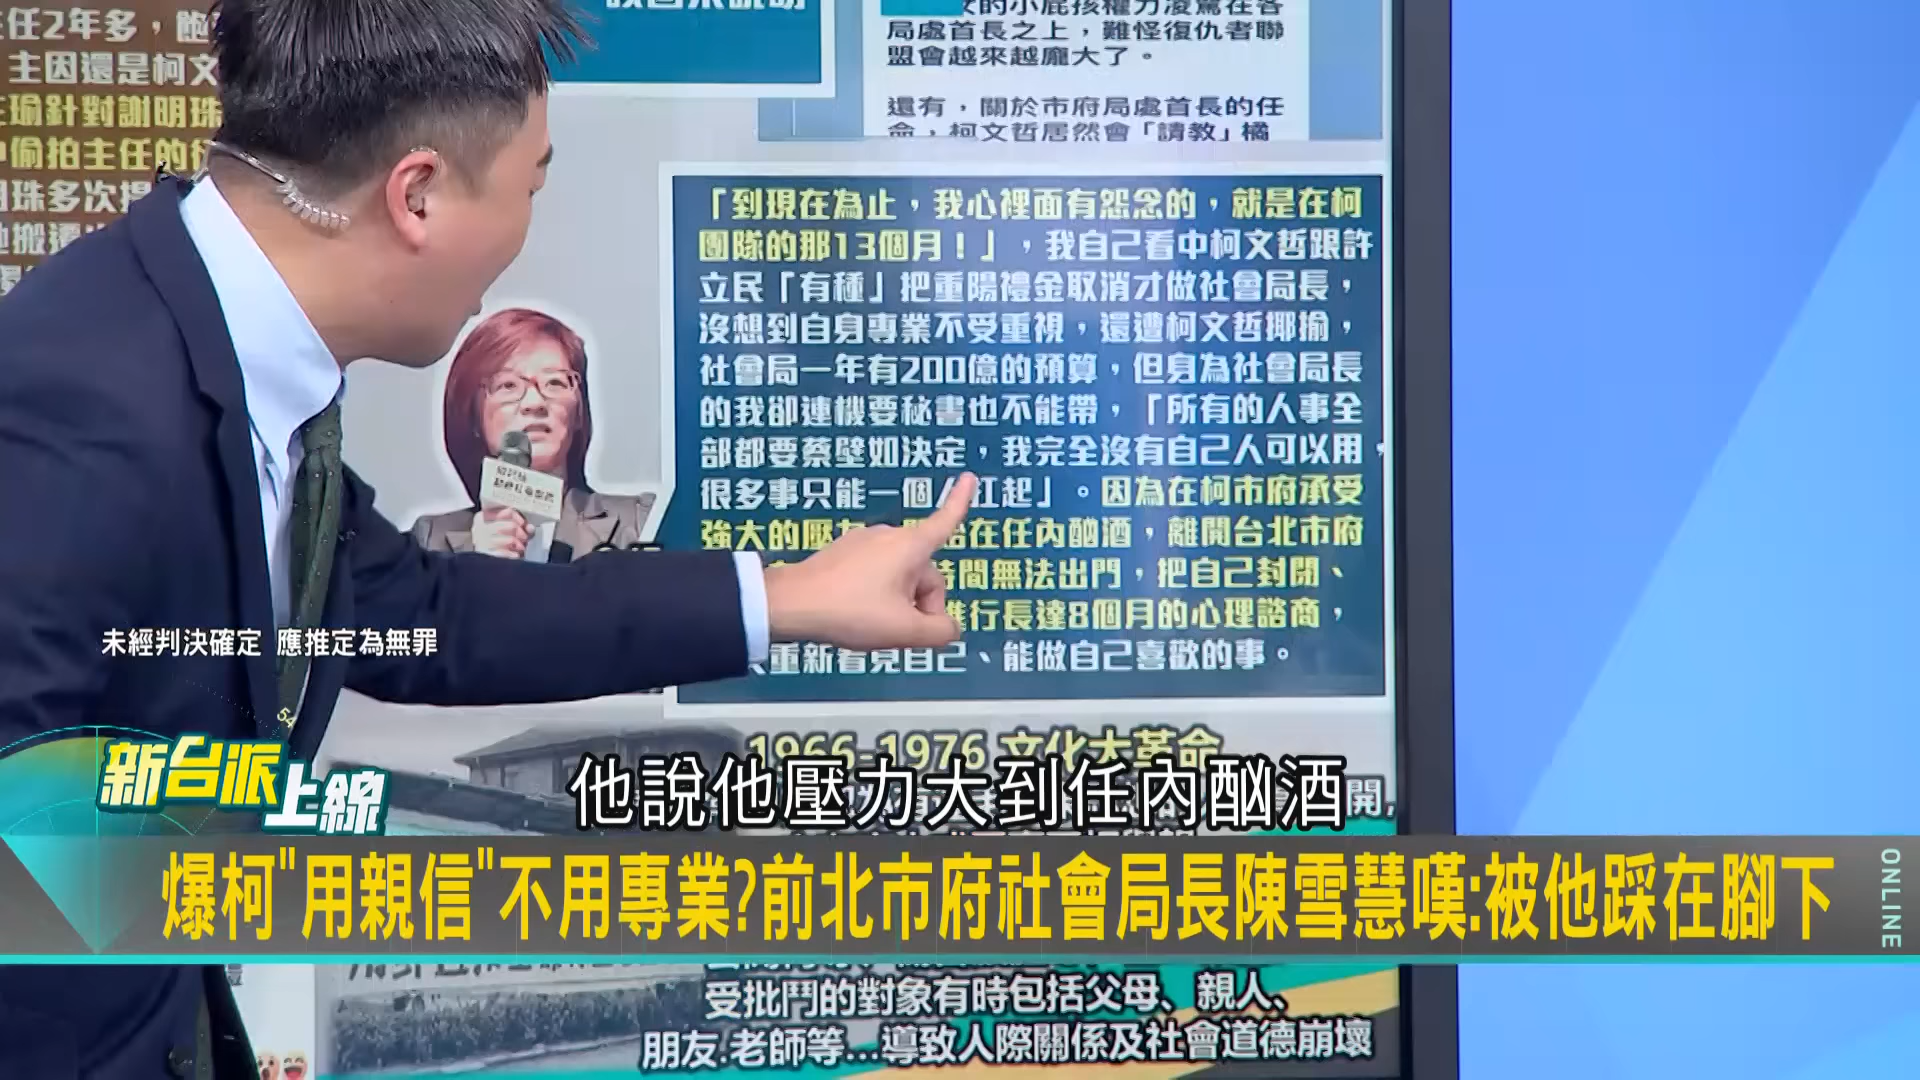 任2年多，
主因還是柯文
瑜針對謝明珠
偷拍主任的
珠多次
的小屁孩權力凌駕在各
局處首長之上，難怪復仇者聯
盟會越來越龐大了。
還有，關於市府局處首長的任
命，柯文哲居然會「請教」橘
「到現在為止，我心裡面有怨念的，就是在柯
團隊的那13個月！」，我自己看中柯文哲跟許
立民「有種」把重陽禮金取消才做社會局長，
沒想到自身專業不受重視，還遭柯文哲揶揄，
社會局一年有200億的預算，但身為社會局長
的我卻連機要秘書也不能帶，「所有的人事全
部都要蔡壁如決定，我完全沒有自己人可以用，
很多事只能一個人扛起」。因為在柯市府承受
強大的壓 在任內酗酒，離開台北市府
時間無法出門，把自己封閉、
進行長達8個月的心理諮商，
重新看見自己、能做自己喜歡的事。
未經判決確定 應推定為無罪
54
新台派上線
1966-1976 文化大革命
開,
他說他壓力大到任內酗酒
爆柯"用親信"不用專業?前北市府社會局長陳雪慧嘆:被他踩在腳下
ONLINE
受批鬥的對象有時包括父母、親人、
朋友.老師等...導致人際關係及社會道德崩壞